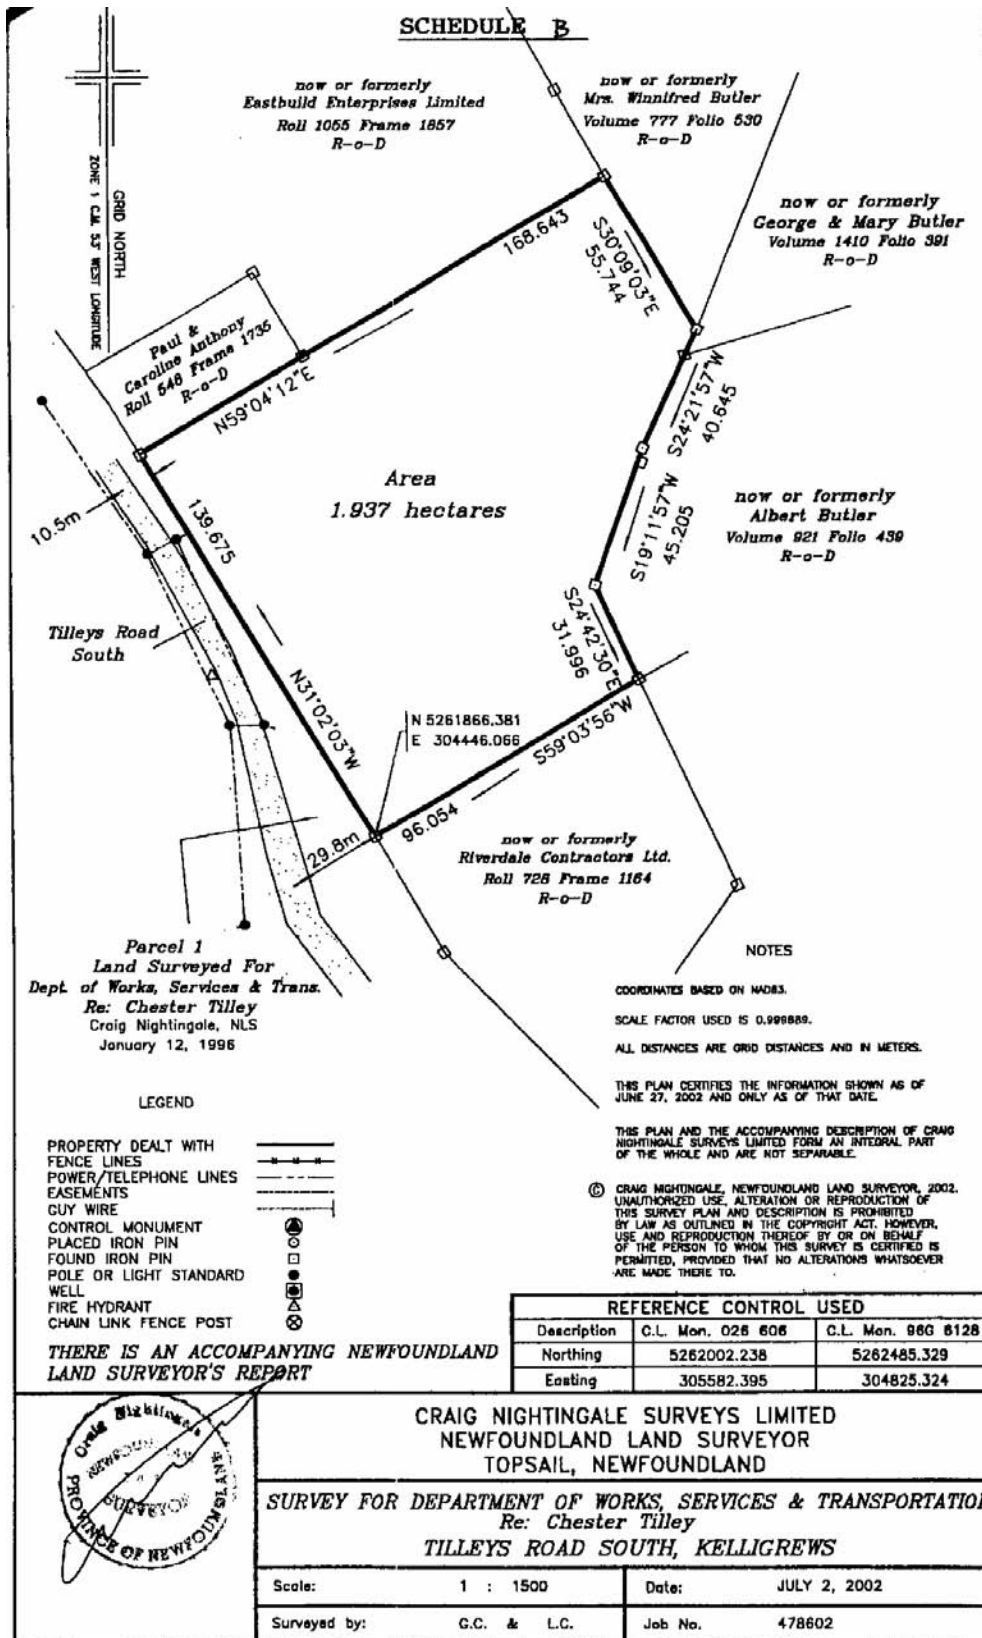 SCHEDULE B
now or formerly
Eastbuild Enterprises Limited
Roll 1055 Frame 1857
R-o-D
now or formerly
Mrs. Winnifred Butler
Volume 777 Folio 530
R-o-D
now or formerly
George & Mary Butler
Volume 1410 Folio 391
R-o-D
GRID NORTH
ZONE 1 C.M. 53° WEST LONGITUDE
Paul &
Caroline Anthony
Roll 548 Frame 1735
R-o-D
168.643
N59°04'12"E
S30°09'03"E
55.744
S24°21'57"W
40.645
Area
1.937 hectares
now or formerly
Albert Butler
Volume 921 Folio 439
R-o-D
S19°11'57"W
45.205
10.5m
139.675
Tilleys Road
South
S24°42'30"E
31.996
N31°02'03"W
N 5261866.381
E 304446.066
S59°03'56"W
96.054
29.8m
now or formerly
Riverdale Contractors Ltd.
Roll 726 Frame 1164
R-o-D
Parcel 1
Land Surveyed For
Dept. of Works, Services & Trans.
Re: Chester Tilley
Craig Nightingale, NLS
January 12, 1996
NOTES
COORDINATES BASED ON NAD83.
SCALE FACTOR USED IS 0.999889.
ALL DISTANCES ARE GRID DISTANCES AND IN METERS.
THIS PLAN CERTIFIES THE INFORMATION SHOWN AS OF
JUNE 27, 2002 AND ONLY AS OF THAT DATE.
THIS PLAN AND THE ACCOMPANYING DESCRIPTION OF CRAIG
NIGHTINGALE SURVEYS LIMITED FORM AN INTEGRAL PART
OF THE WHOLE AND ARE NOT SEPARABLE.
© CRAIG NIGHTINGALE, NEWFOUNDLAND LAND SURVEYOR, 2002.
UNAUTHORIZED USE, ALTERATION OR REPRODUCTION OF
THIS SURVEY PLAN AND DESCRIPTION IS PROHIBITED
BY LAW AS OUTLINED IN THE COPYRIGHT ACT. HOWEVER,
USE AND REPRODUCTION THEREOF BY OR ON BEHALF
OF THE PERSON TO WHOM THIS SURVEY IS CERTIFIED IS
PERMITTED, PROVIDED THAT NO ALTERATIONS WHATSOEVER
ARE MADE THERE TO.
LEGEND
PROPERTY DEALT WITH
FENCE LINES
POWER/TELEPHONE LINES
EASEMENTS
GUY WIRE
CONTROL MONUMENT
PLACED IRON PIN
FOUND IRON PIN
POLE OR LIGHT STANDARD
WELL
FIRE HYDRANT
CHAIN LINK FENCE POST
THERE IS AN ACCOMPANYING NEWFOUNDLAND
LAND SURVEYOR'S REPORT
REFERENCE CONTROL USED
Description C.L. Mon. 026 606 C.L. Mon. 96G 6128
Northing 5262002.238 5262485.329
Easting 305582.395 304825.324
Craig Nightingale
NEWFOUNDLAND
SURVEYOR
PROVINCE OF NEWFOUNDLAND
CRAIG NIGHTINGALE SURVEYS LIMITED
NEWFOUNDLAND LAND SURVEYOR
TOPSAIL, NEWFOUNDLAND
SURVEY FOR DEPARTMENT OF WORKS, SERVICES & TRANSPORTATION
Re: Chester Tilley
TILLEYS ROAD SOUTH, KELLIGREWS
Scale: 1 : 1500 Date: JULY 2, 2002
Surveyed by: G.C. & L.C. Job No. 478602